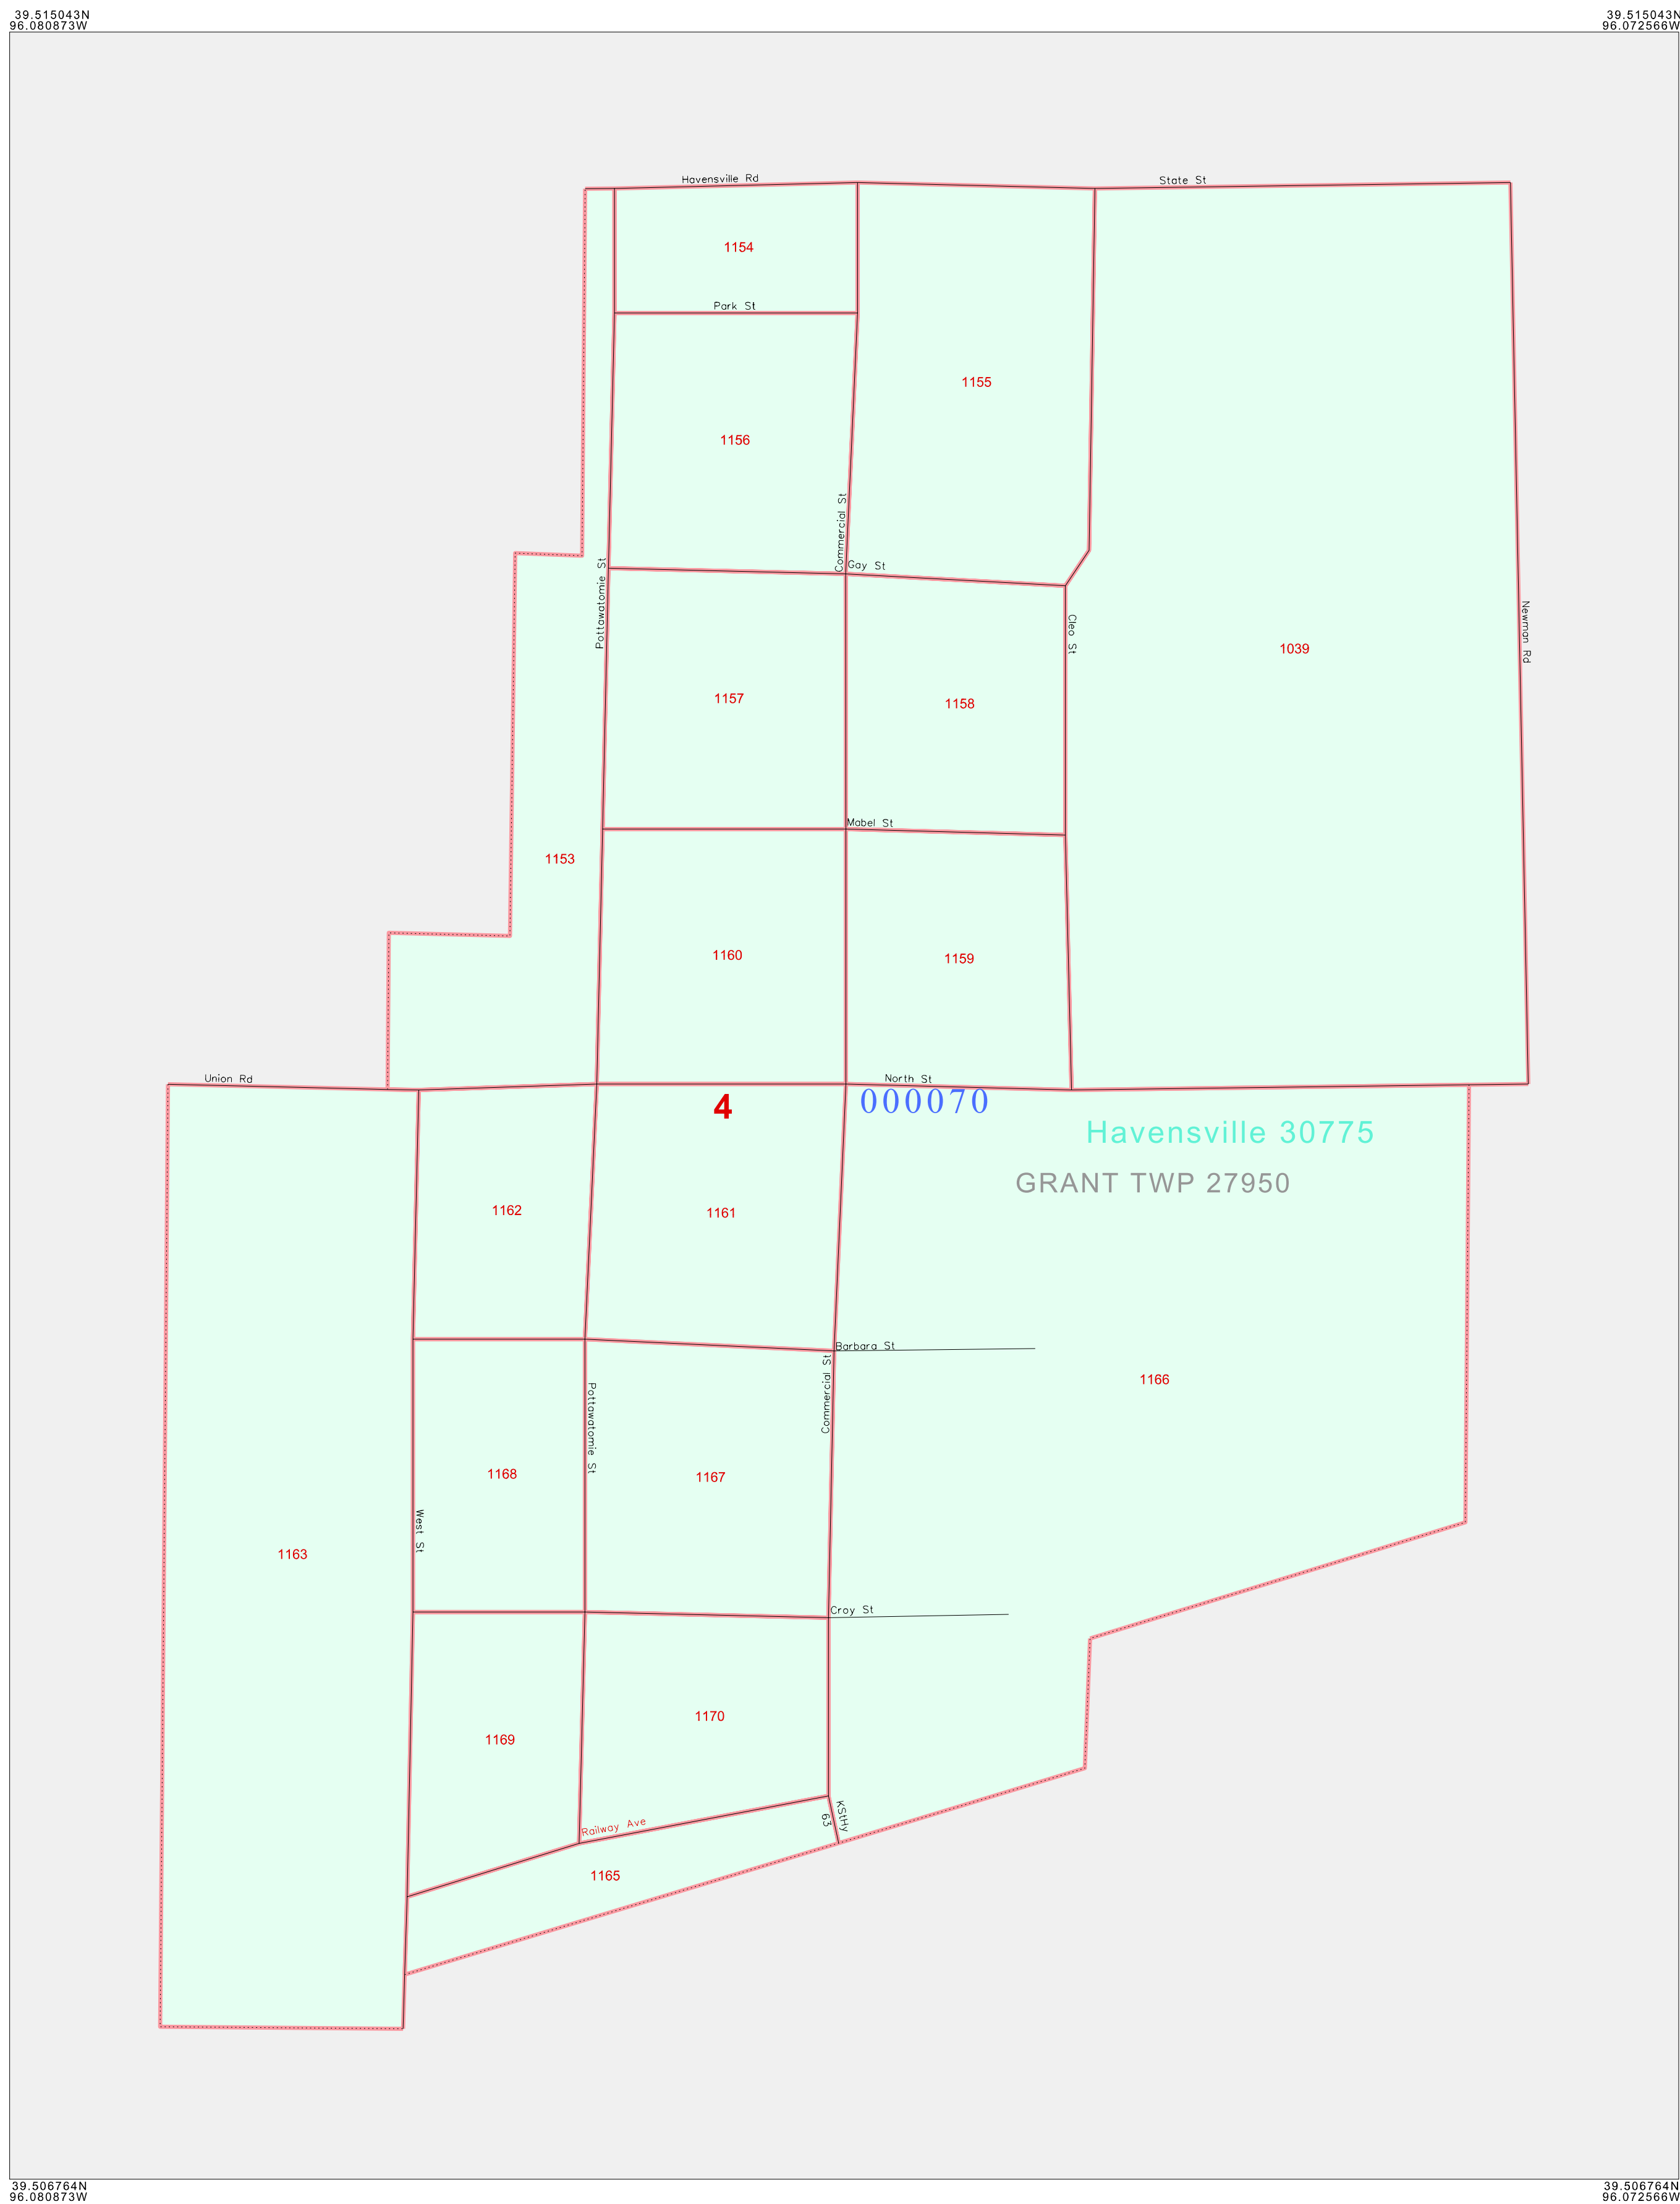 39.515043N
96.080873W
39.515043N
96.072566W
Havensville Rd
State St
1154
Park St
1155
1156
Commercial St
Gay St
Pottawatomie St
Cleo St
Newman Rd
1039
1157
1158
Mabel St
1153
1160
1159
Union Rd
North St
4
000070
Havensville 30775
GRANT TWP 27950
1162
1161
Barbara St
Commercial St
1166
Pottawatomie St
1168
1167
West St
1163
Croy St
1170
1169
KStHy
63
Railway Ave
1165
39.506764N
96.080873W
39.506764N
96.072566W